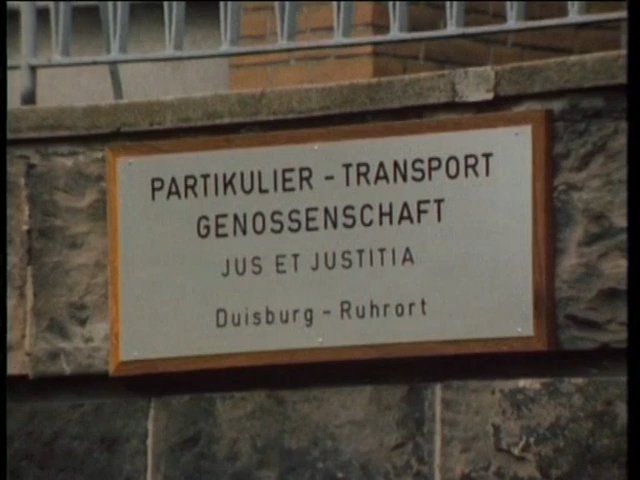 PARTIKULIER - TRANSPORT
GENOSSENSCHAFT
JUS ET JUSTITIA
Duisburg - Ruhrort